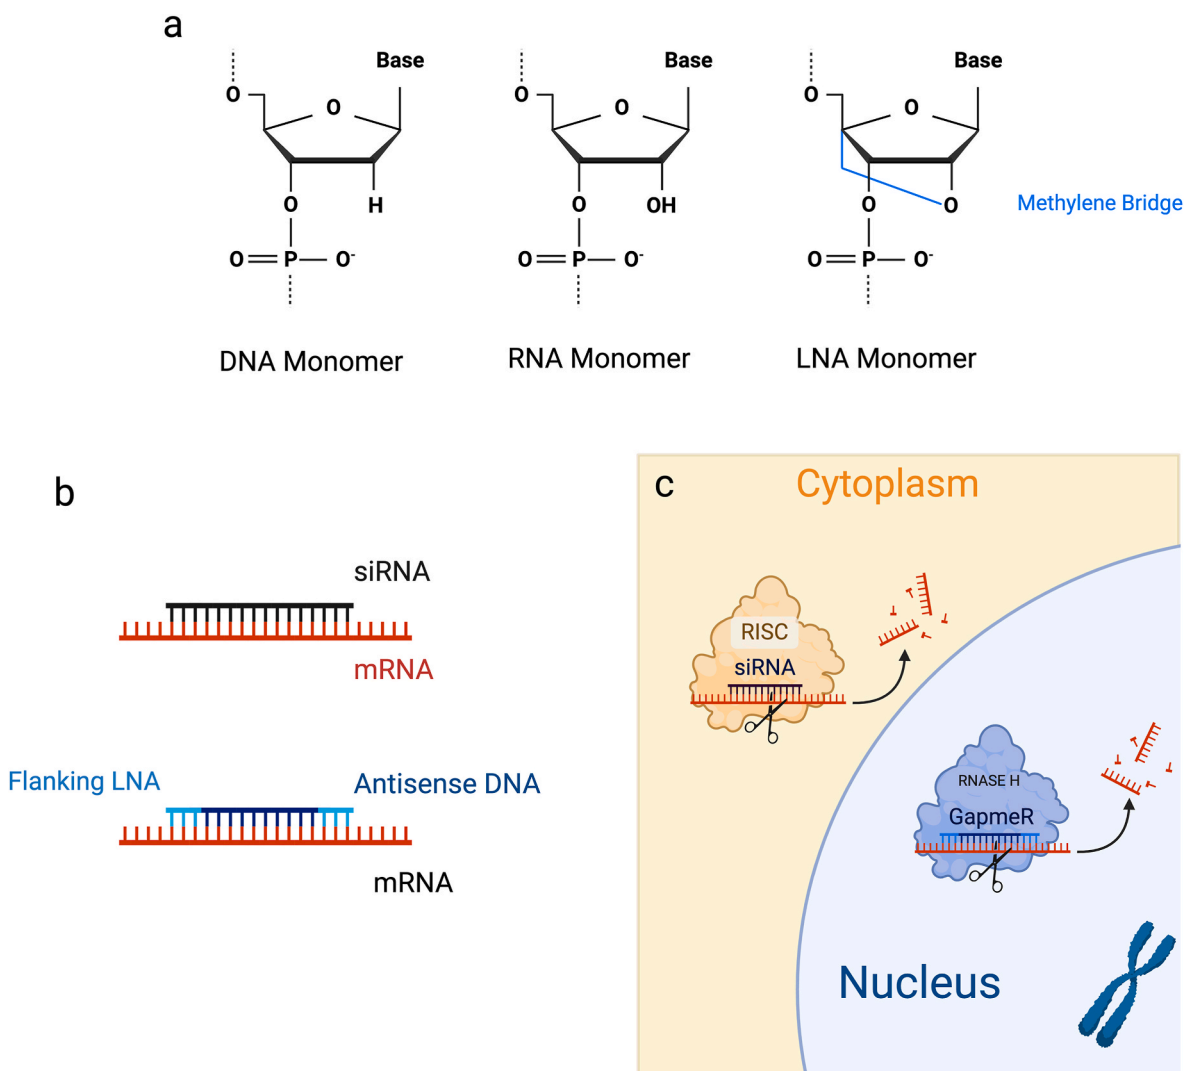 a
Base Base Base
O O O O O O
O H O OH O O Methylene Bridge
O P O- O P O- O P O-
DNA Monomer RNA Monomer LNA Monomer
b
siRNA
mRNA
Flanking LNA Antisense DNA
mRNA
c Cytoplasm
RISC
siRNA
RNASE H
GapmeR
Nucleus